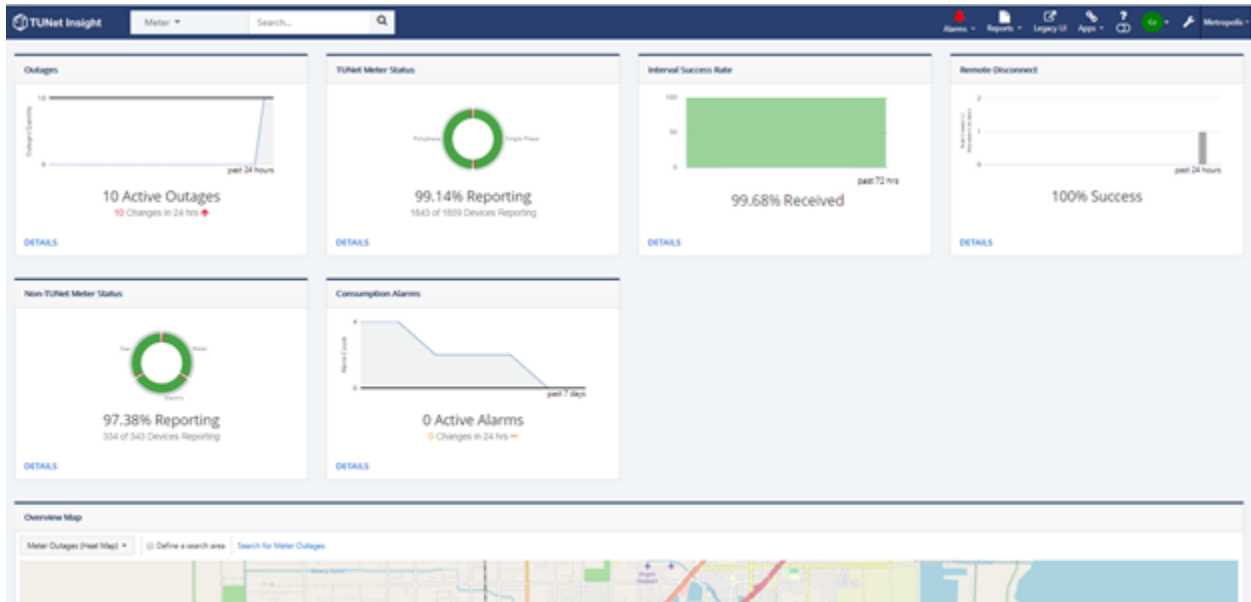 TUNet Insight
Meter
Search...
Alarms
Reports
Legacy UI
Apps
?
Metropolis
Outages
10
Outages Quantity
0
past 24 hours
10 Active Outages
10 Changes in 24 hrs
DETAILS
TUNet Meter Status
Polyphase
Single Phase
99.14% Reporting
1843 of 1859 Devices Reporting
DETAILS
Interval Success Rate
100
50
0
past 72 hrs
99.68% Received
DETAILS
Remote Disconnect
2
1
0
past 24 hours
100% Success
DETAILS
Non-TUNet Meter Status
Gas
Water
Electric
97.38% Reporting
334 of 343 Devices Reporting
DETAILS
Consumption Alarms
4
Alarm Count
0
past 7 days
0 Active Alarms
0 Changes in 24 hrs
DETAILS
Overview Map
Meter Outages (Heat Map)
Define a search area
Search for Meter Outages